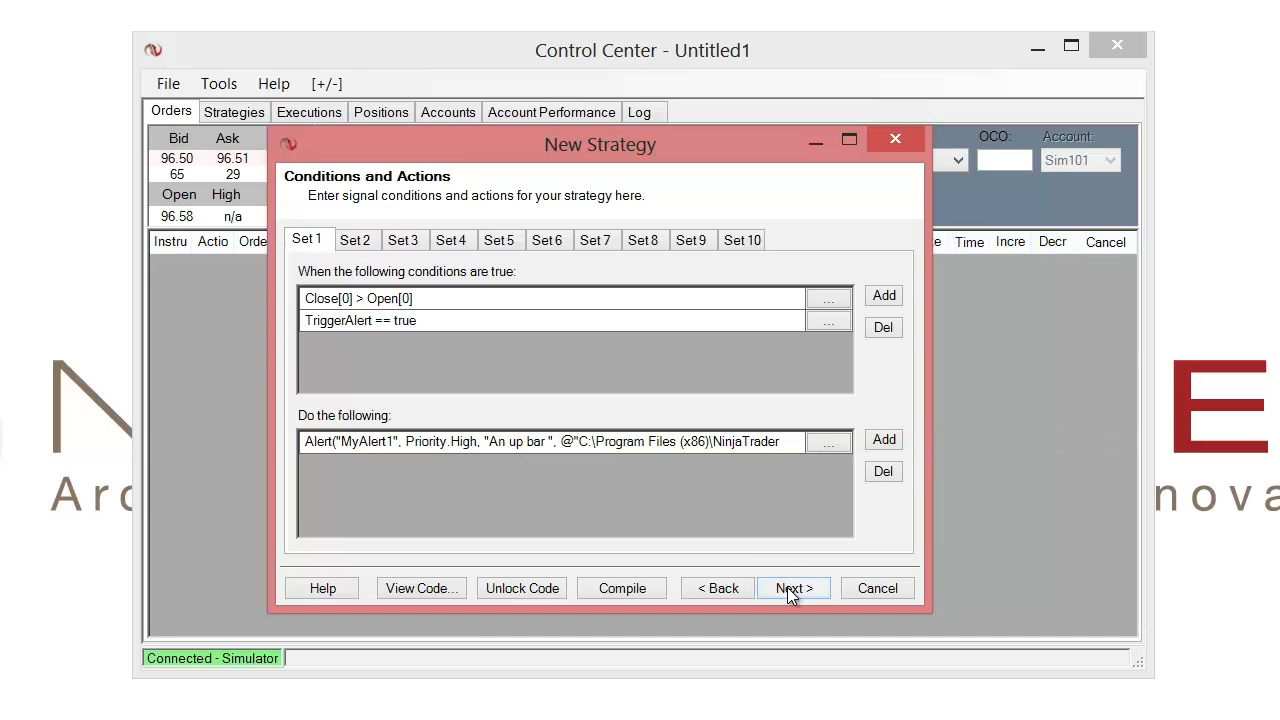 Control Center - Untitled1
File Tools Help [+/-]
Orders Strategies Executions Positions Accounts Account Performance Log
Bid Ask
96.50 96.51
65 29
Open High
96.58 n/a
OCO: Account:
Sim101
Instru Actio Orde
Time Incre Decr Cancel
New Strategy
Conditions and Actions
Enter signal conditions and actions for your strategy here.
Set 1 Set 2 Set 3 Set 4 Set 5 Set 6 Set 7 Set 8 Set 9 Set 10
When the following conditions are true:
Close[0] > Open[0] ... Add
TriggerAlert == true ... Del
Do the following:
Alert("MyAlert1", Priority.High, "An up bar ", @"C:\Program Files (x86)\NinjaTrader ... Add
Del
Help View Code... Unlock Code Compile < Back Next > Cancel
Connected - Simulator
N E
Arc nova